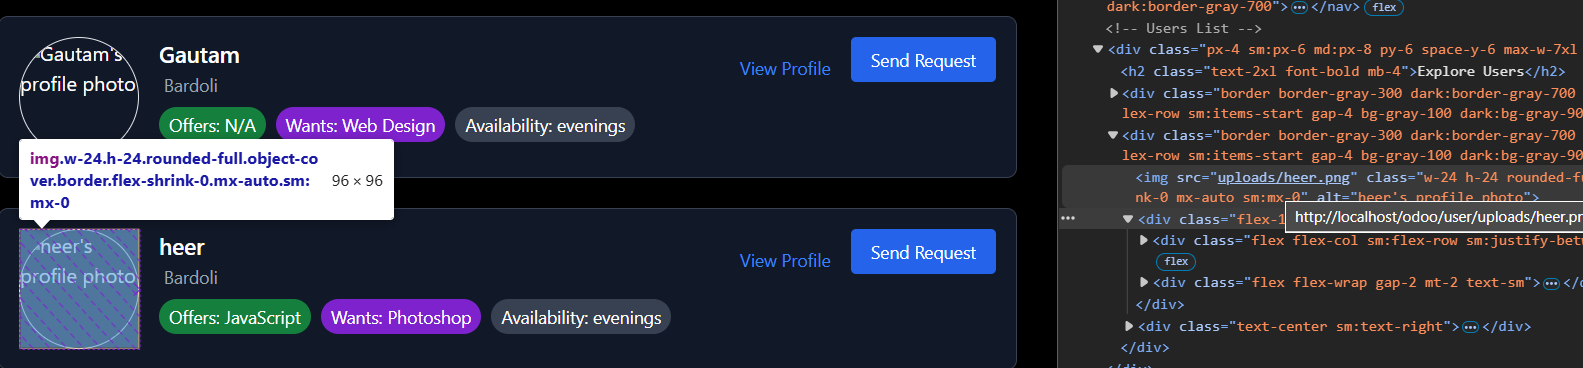 Gautam's
profile photo
Gautam
Bardoli
View Profile
Send Request
Offers: N/A
Wants: Web Design
Availability: evenings
img.w-24.h-24.rounded-full.object-co
ver.border.flex-shrink-0.mx-auto.sm:
mx-0
96 × 96
heer's
profile photo
heer
Bardoli
View Profile
Send Request
Offers: JavaScript
Wants: Photoshop
Availability: evenings
dark:border-gray-700">
</nav>
flex
<!-- Users List -->
<div class="px-4 sm:px-6 md:px-8 py-6 space-y-6 max-w-7xl
<h2 class="text-2xl font-bold mb-4">Explore Users</h2>
<div class="border border-gray-300 dark:border-gray-700
lex-row sm:items-start gap-4 bg-gray-100 dark:bg-gray-90
<div class="border border-gray-300 dark:border-gray-700
lex-row sm:items-start gap-4 bg-gray-100 dark:bg-gray-90
<img src="uploads/heer.png" class="w-24 h-24 rounded-fu
nk-0 mx-auto sm:mx-0" alt="heer's profile photo">
<div class="flex-1
http://localhost/odoo/user/uploads/heer.pr
<div class="flex flex-col sm:flex-row sm:justify-betw
flex
<div class="flex flex-wrap gap-2 mt-2 text-sm">
</div>
<div class="text-center sm:text-right">
</div>
</div>